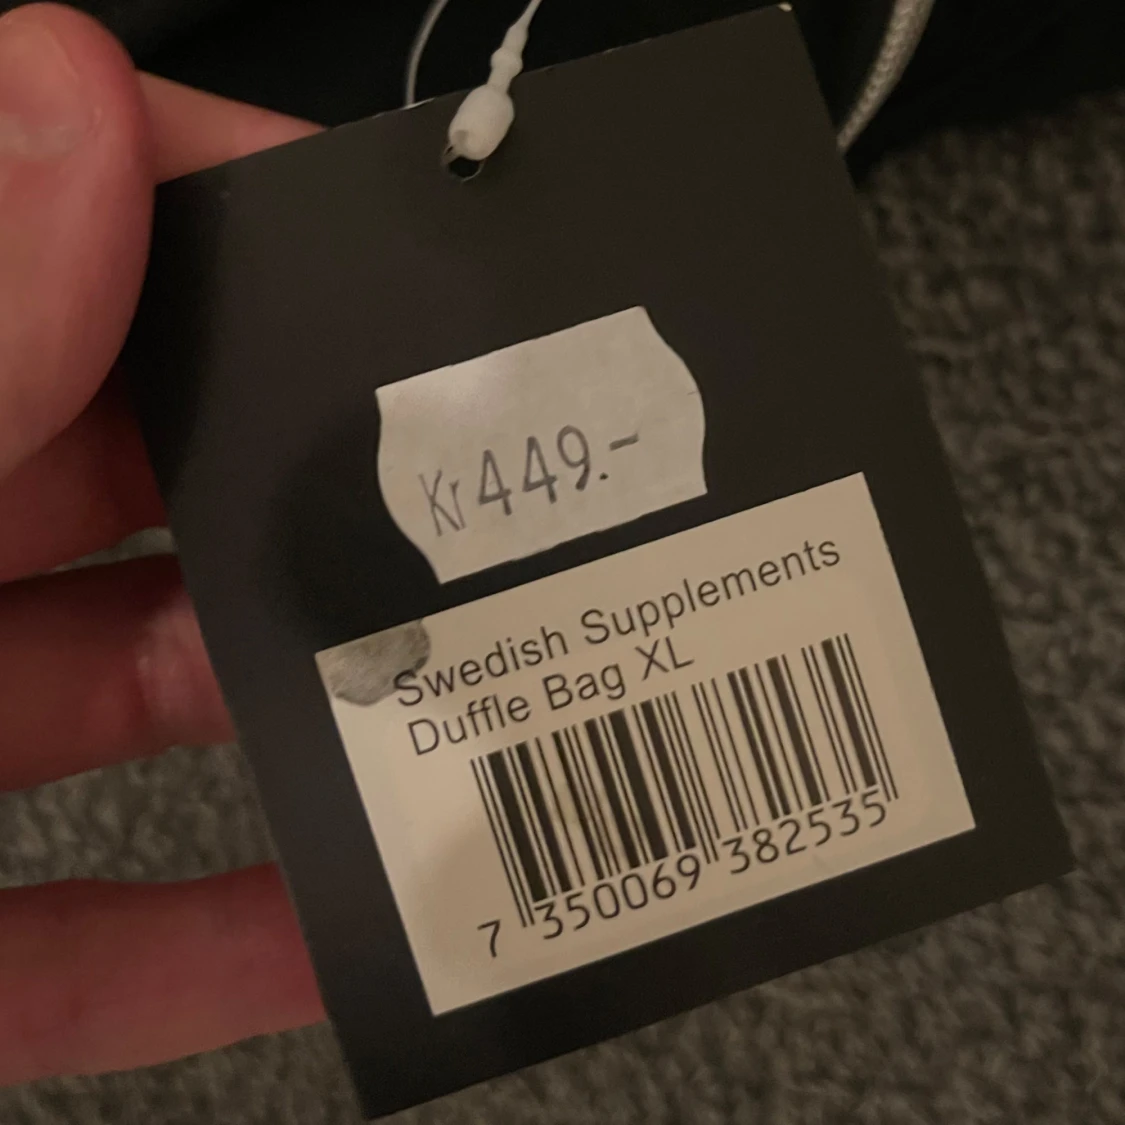 Kr449.-
Swedish Supplements
Duffle Bag XL
7 350069 382535